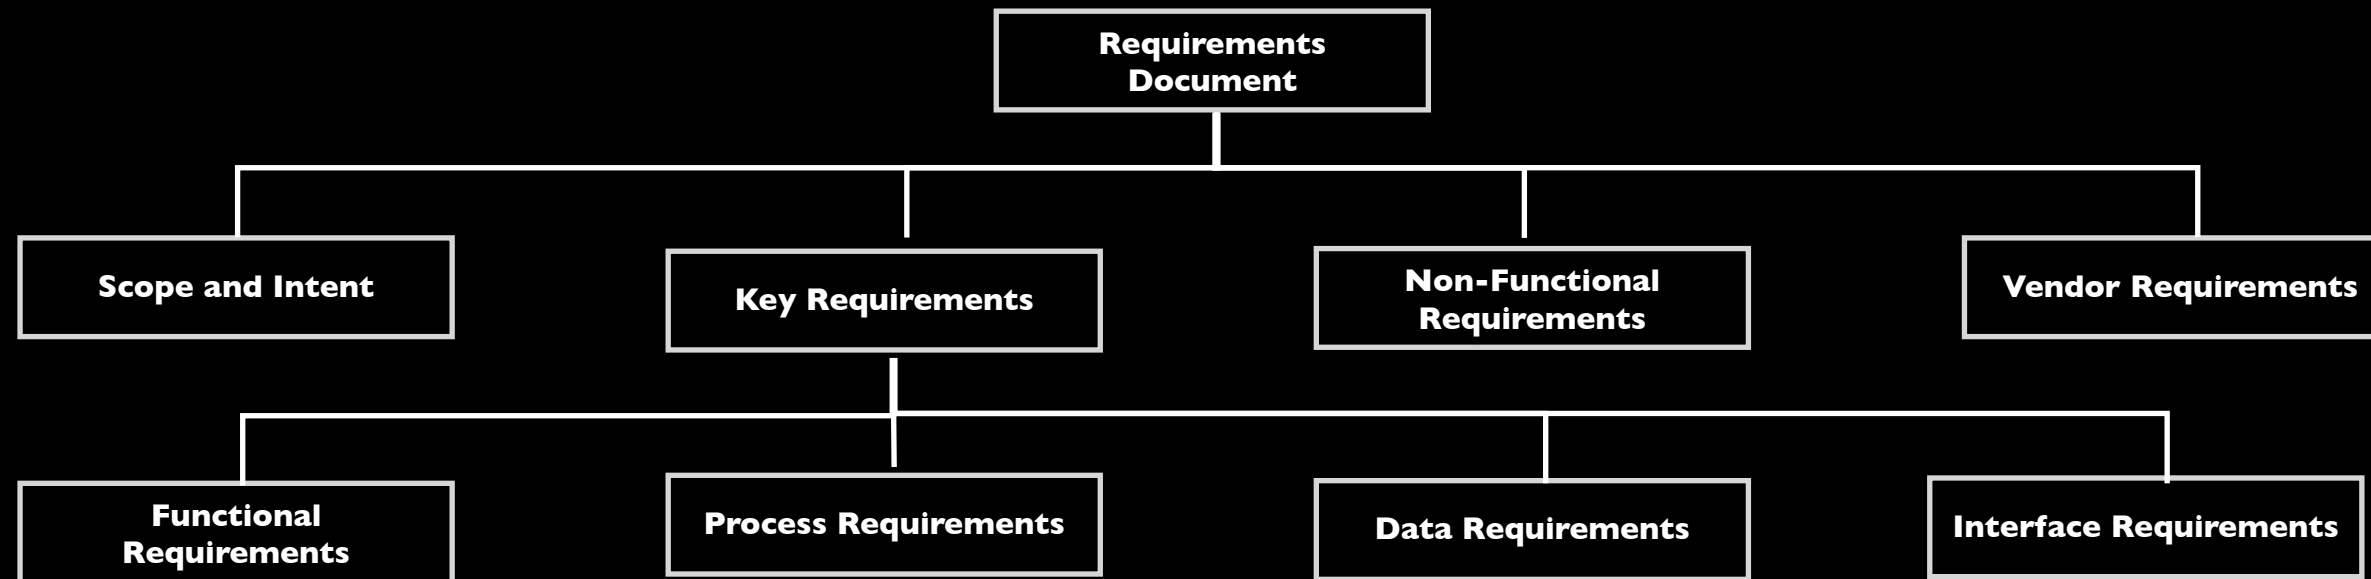 Requirements
Document
Scope and Intent
Key Requirements
Non-Functional
Requirements
Vendor Requirements
Functional
Requirements
Process Requirements
Data Requirements
Interface Requirements